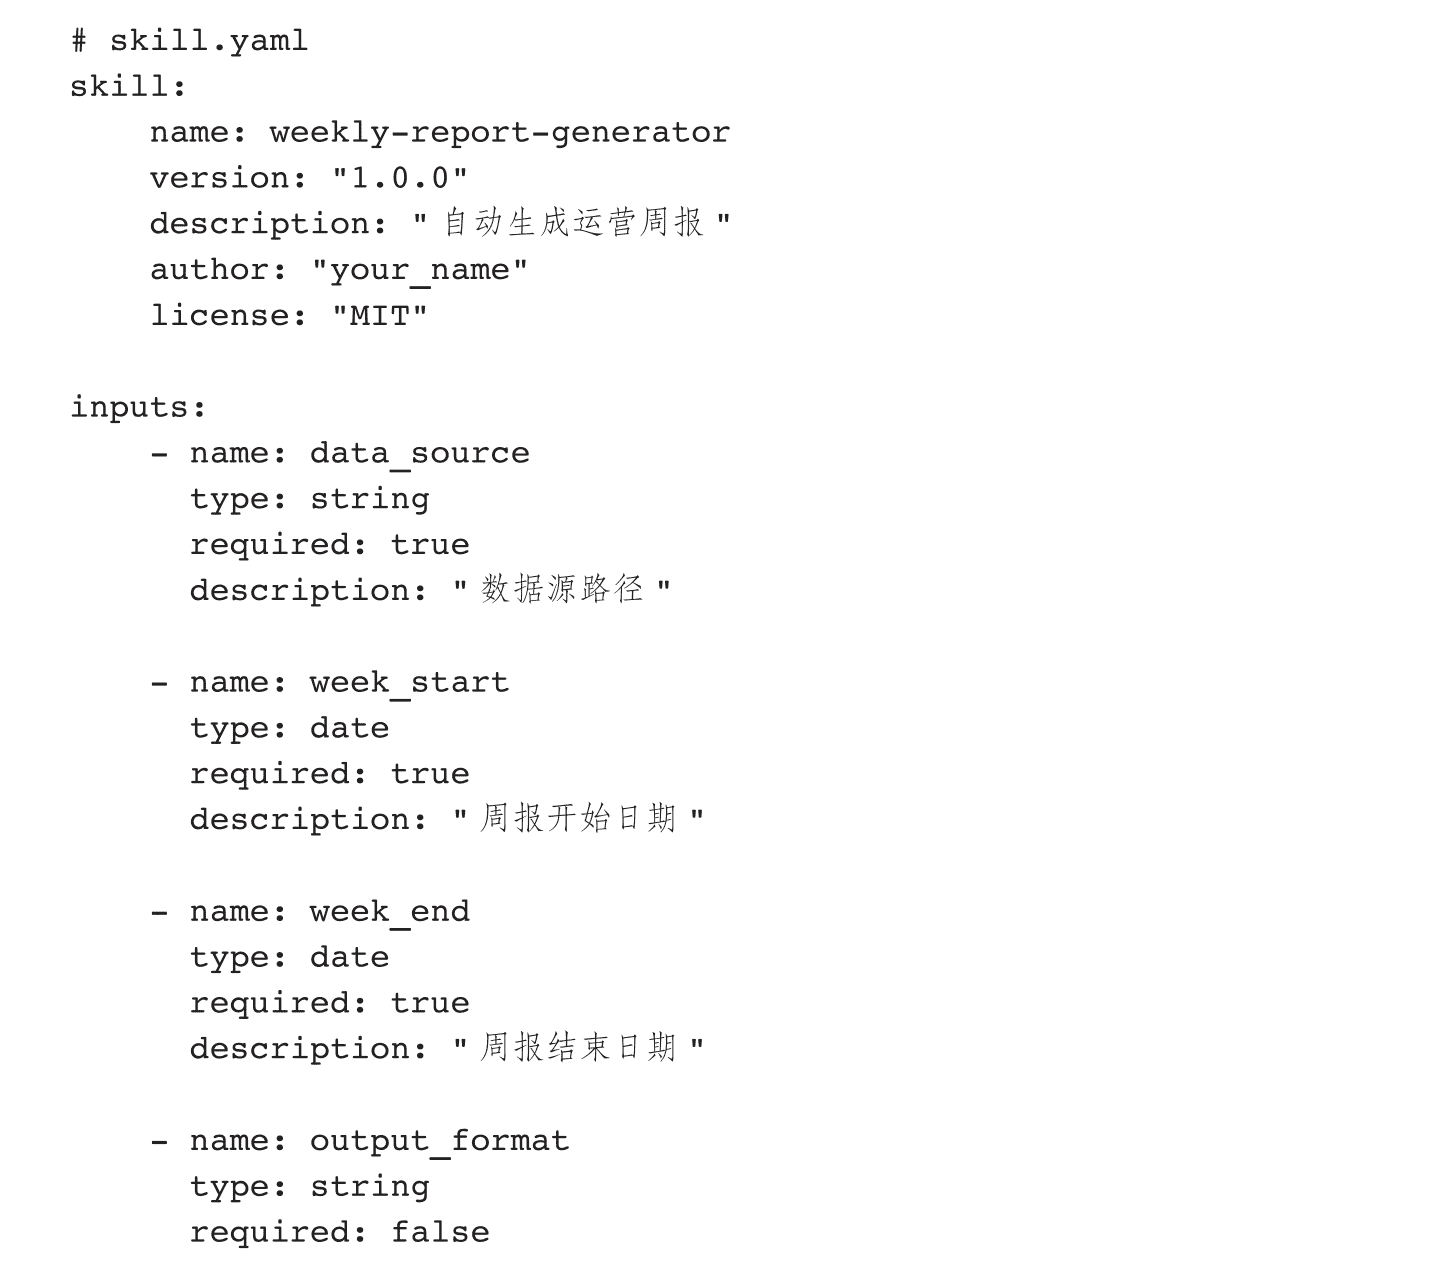 # skill.yaml
skill:
    name: weekly-report-generator
    version: "1.0.0"
    description: " 自动生成运营周报 "
    author: "your_name"
    license: "MIT"

inputs:
    - name: data_source
      type: string
      required: true
      description: " 数据源路径 "

    - name: week_start
      type: date
      required: true
      description: " 周报开始日期 "

    - name: week_end
      type: date
      required: true
      description: " 周报结束日期 "

    - name: output_format
      type: string
      required: false